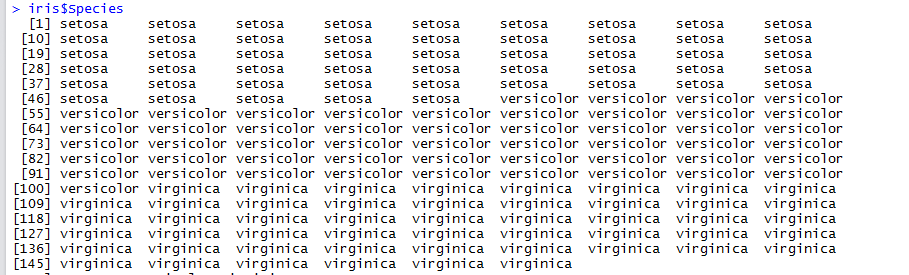 > iris$Species
[1] setosa setosa setosa setosa setosa setosa setosa setosa setosa
[10] setosa setosa setosa setosa setosa setosa setosa setosa setosa
[19] setosa setosa setosa setosa setosa setosa setosa setosa setosa
[28] setosa setosa setosa setosa setosa setosa setosa setosa setosa
[37] setosa setosa setosa setosa setosa setosa setosa setosa setosa
[46] setosa setosa setosa setosa setosa versicolor versicolor versicolor versicolor
[55] versicolor versicolor versicolor versicolor versicolor versicolor versicolor versicolor versicolor
[64] versicolor versicolor versicolor versicolor versicolor versicolor versicolor versicolor versicolor
[73] versicolor versicolor versicolor versicolor versicolor versicolor versicolor versicolor versicolor
[82] versicolor versicolor versicolor versicolor versicolor versicolor versicolor versicolor versicolor
[91] versicolor versicolor versicolor versicolor versicolor versicolor versicolor versicolor versicolor
[100] versicolor virginica virginica virginica virginica virginica virginica virginica virginica
[109] virginica virginica virginica virginica virginica virginica virginica virginica virginica
[118] virginica virginica virginica virginica virginica virginica virginica virginica virginica
[127] virginica virginica virginica virginica virginica virginica virginica virginica virginica
[136] virginica virginica virginica virginica virginica virginica virginica virginica virginica
[145] virginica virginica virginica virginica virginica virginica